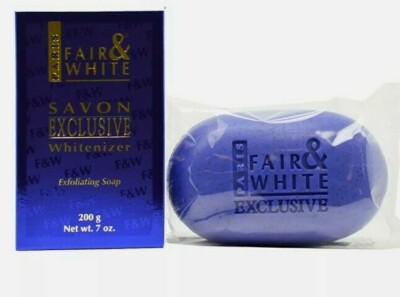 PARIS
FAIR &
WHITE
SAVON
EXCLUSIVE
Whitenizer
F&W
Exfoliating Soap
200 g
Net wt. 7 oz.
PARIS
FAIR &
WHITE
EXCLUSIVE